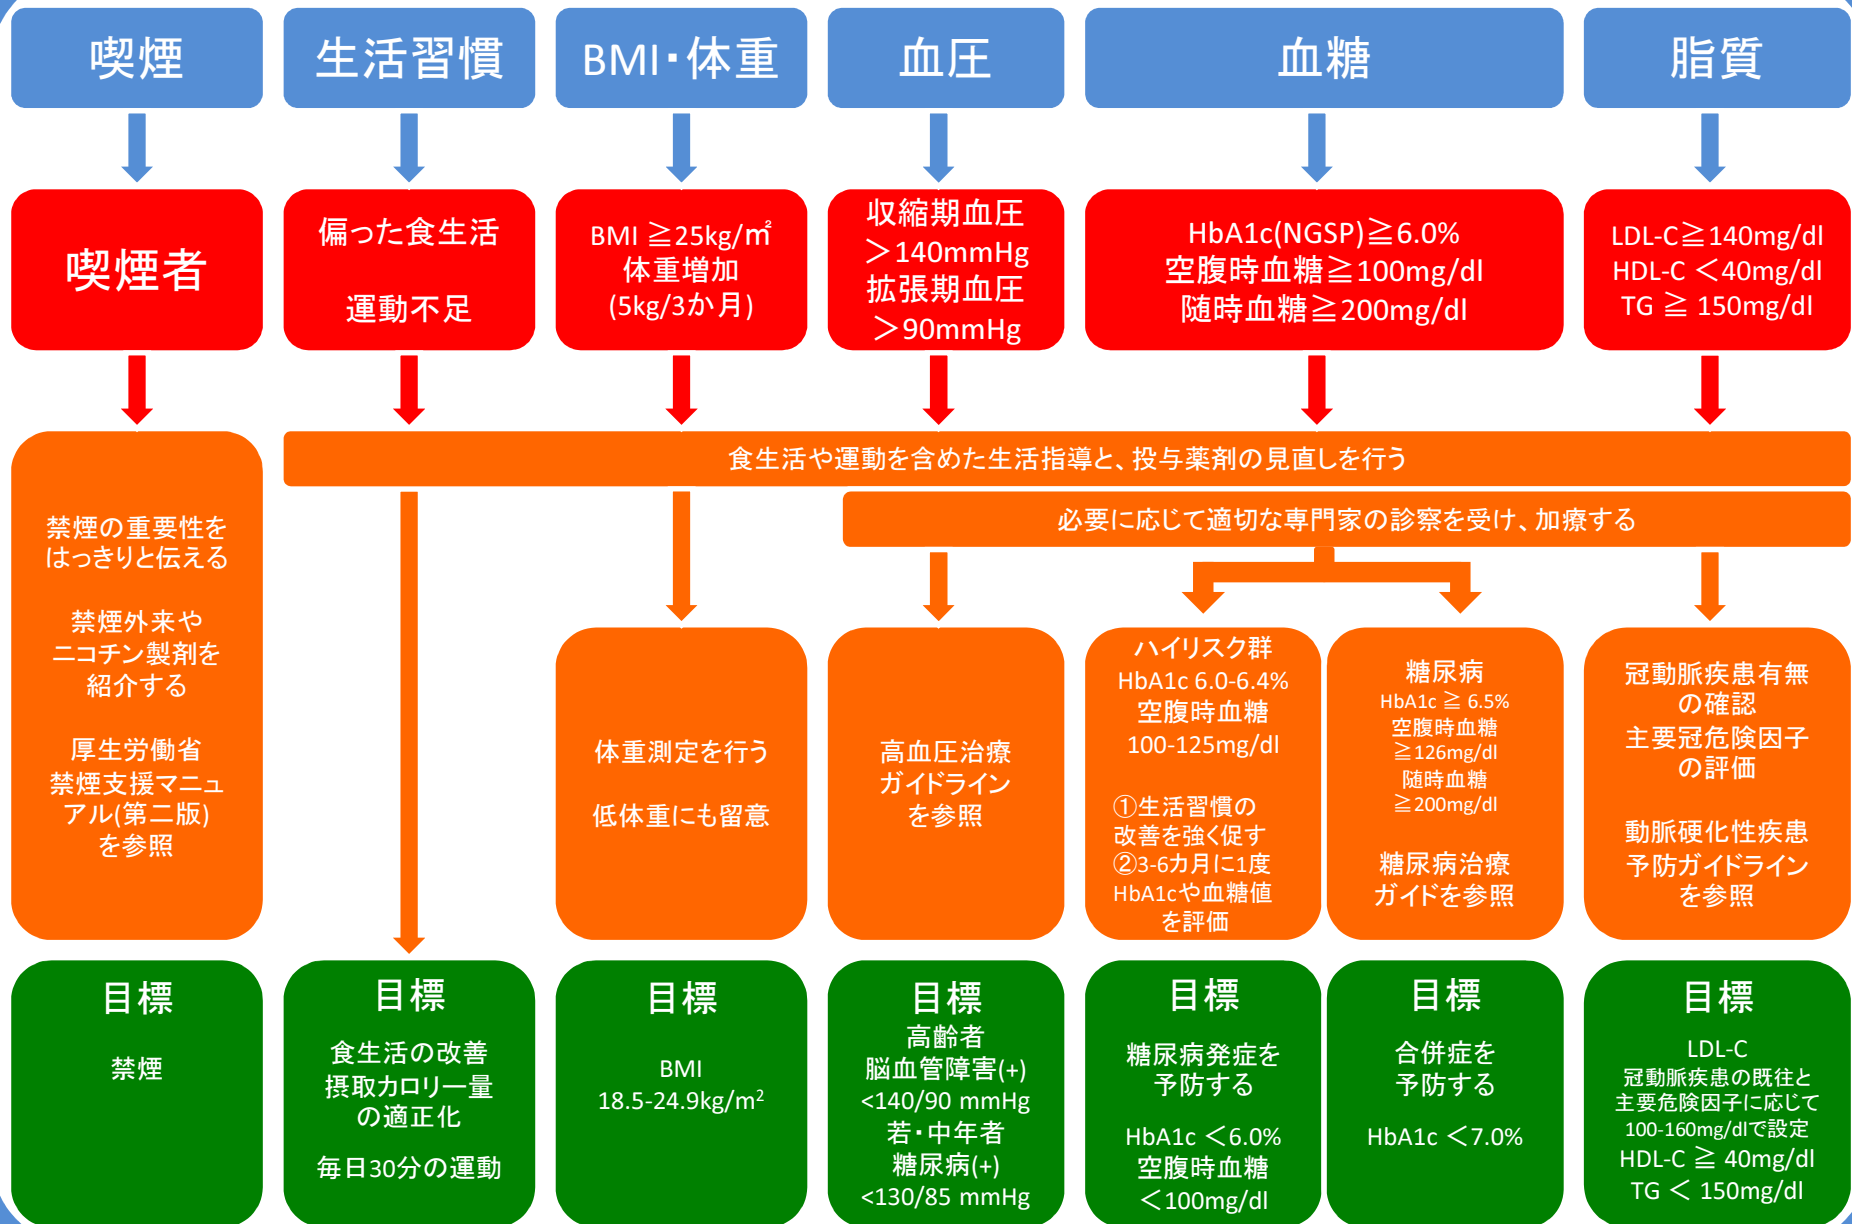 喫煙
生活習慣
BMI・体重
血圧
血糖
脂質
喫煙者
偏った食生活
運動不足
BMI ≧25kg/㎡
体重増加
(5kg/3か月)
収縮期血圧
＞140mmHg
拡張期血圧
＞90mmHg
HbA1c(NGSP)≧6.0%
空腹時血糖≧100mg/dl
随時血糖≧200mg/dl
LDL-C≧140mg/dl
HDL-C ＜40mg/dl
TG ≧ 150mg/dl
食生活や運動を含めた生活指導と、投与薬剤の見直しを行う
必要に応じて適切な専門家の診察を受け、加療する
禁煙の重要性を
はっきりと伝える
禁煙外来や
ニコチン製剤を
紹介する
厚生労働省
禁煙支援マニュ
アル(第二版)
を参照
体重測定を行う
低体重にも留意
高血圧治療
ガイドライン
を参照
ハイリスク群
HbA1c 6.0-6.4%
空腹時血糖
100-125mg/dl
①生活習慣の
改善を強く促す
②3-6カ月に1度
HbA1cや血糖値
を評価
糖尿病
HbA1c ≧ 6.5%
空腹時血糖
≧126mg/dl
随時血糖
≧200mg/dl
糖尿病治療
ガイドを参照
冠動脈疾患有無
の確認
主要冠危険因子
の評価
動脈硬化性疾患
予防ガイドライン
を参照
目標
禁煙
目標
食生活の改善
摂取カロリー量
の適正化
毎日30分の運動
目標
BMI
18.5-24.9kg/m²
目標
高齢者
脳血管障害(+)
<140/90 mmHg
若・中年者
糖尿病(+)
<130/85 mmHg
目標
糖尿病発症を
予防する
HbA1c ＜6.0%
空腹時血糖
＜100mg/dl
目標
合併症を
予防する
HbA1c ＜7.0%
目標
LDL-C
冠動脈疾患の既往と
主要危険因子に応じて
100-160mg/dlで設定
HDL-C ≧ 40mg/dl
TG ＜ 150mg/dl